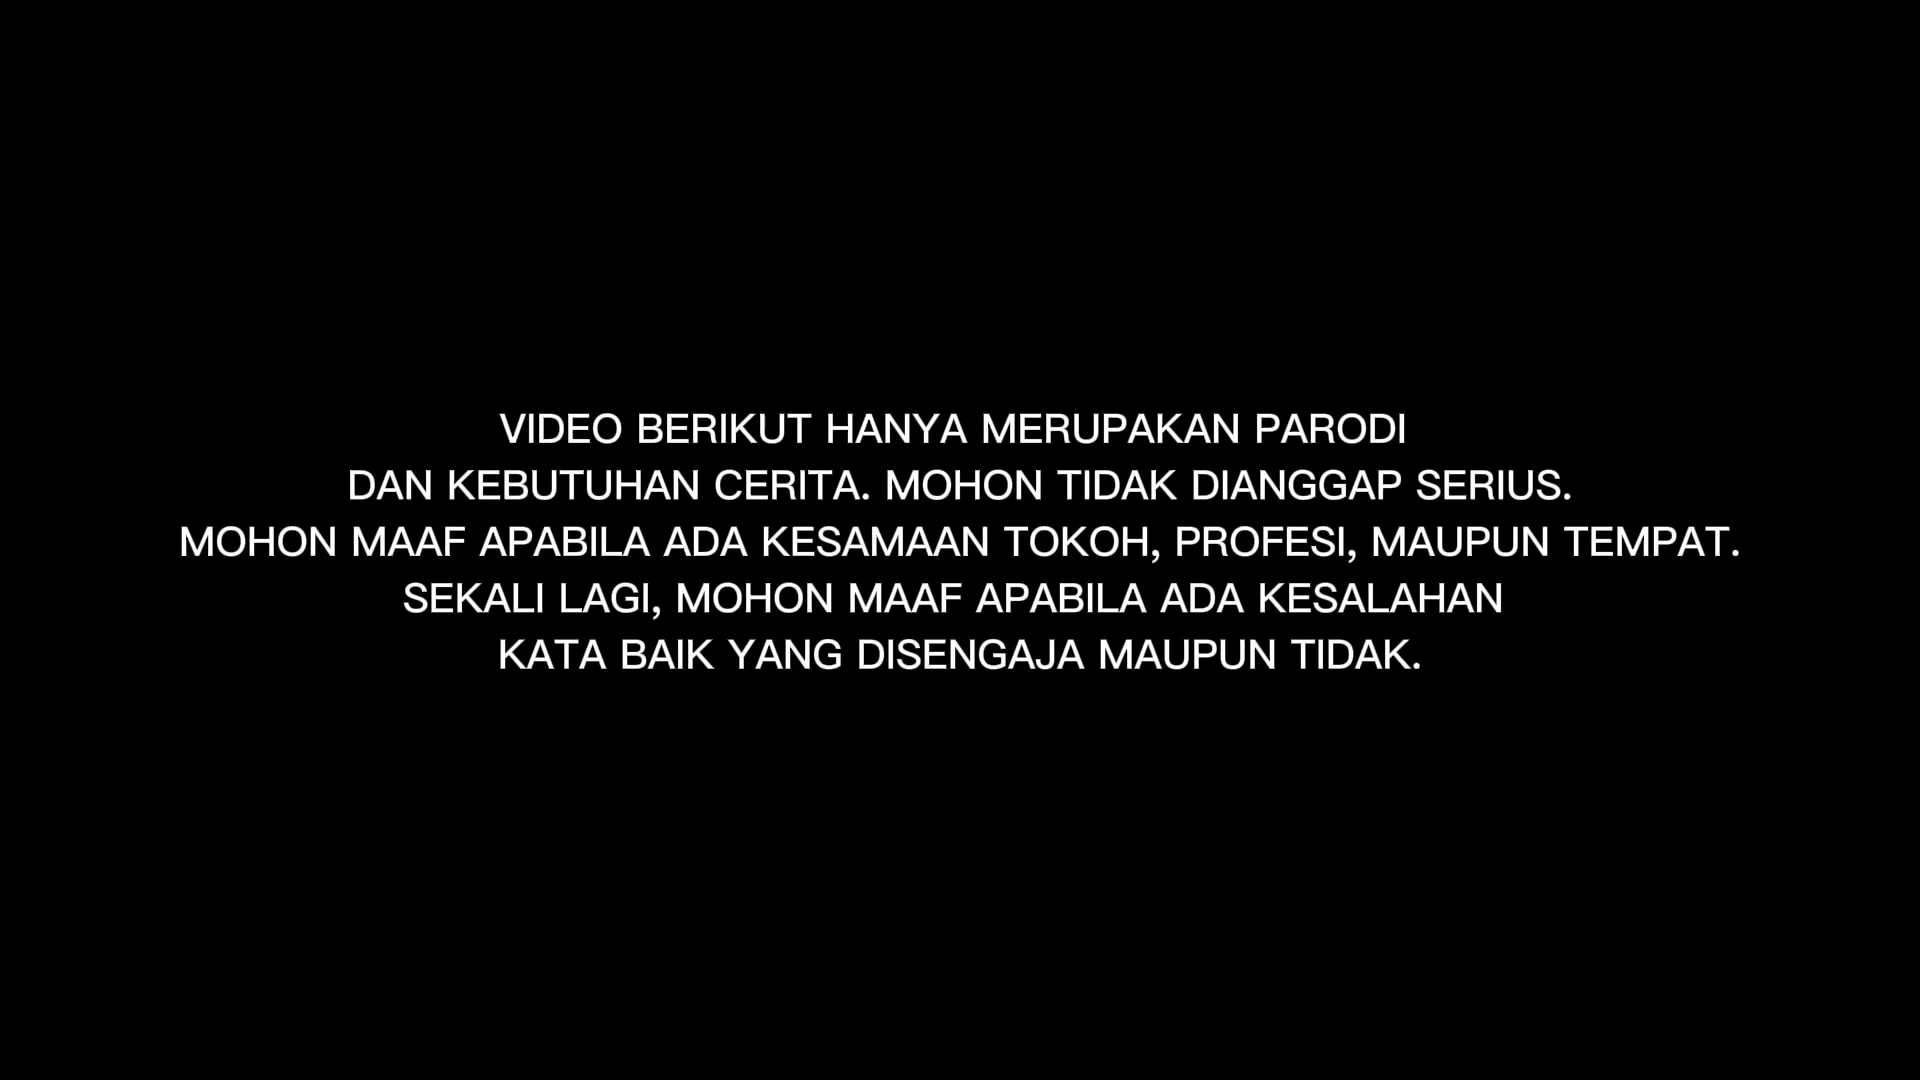 VIDEO BERIKUT HANYA MERUPAKAN PARODI
DAN KEBUTUHAN CERITA. MOHON TIDAK DIANGGAP SERIUS.
MOHON MAAF APABILA ADA KESAMAAN TOKOH, PROFESI, MAUPUN TEMPAT.
SEKALI LAGI, MOHON MAAF APABILA ADA KESALAHAN
KATA BAIK YANG DISENGAJA MAUPUN TIDAK.